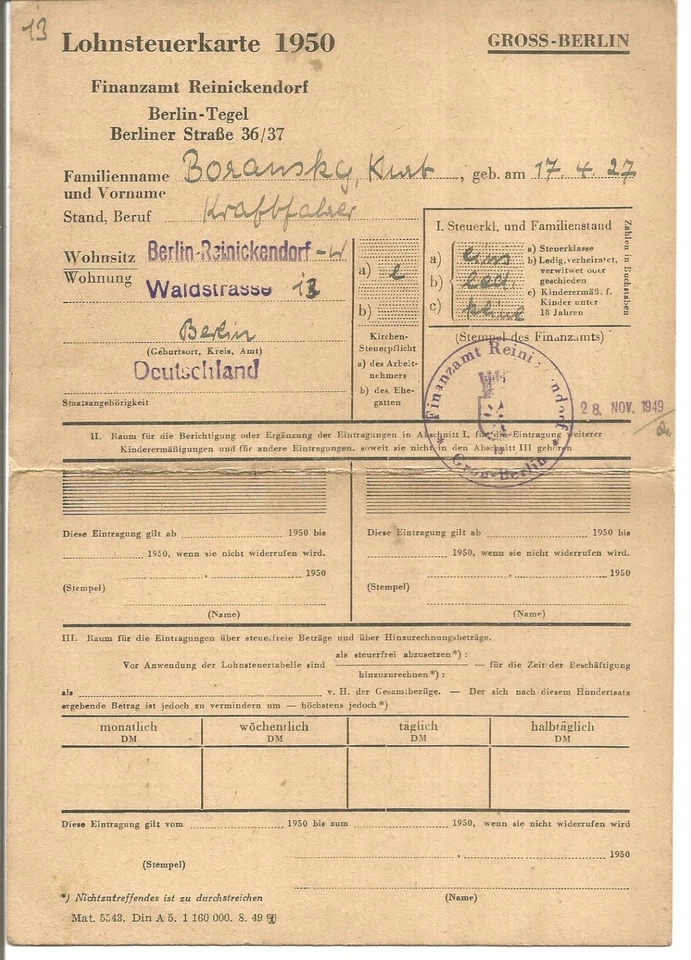 13
Lohnsteuerkarte 1950
GROSS-BERLIN
Finanzamt Reinickendorf
Berlin-Tegel
Berliner Straße 36/37
Familienname Boransky, Kurt, geb. am 17. 4. 27
und Vorname
Stand, Beruf Kraftfahrer
Wohnsitz Berlin-Reinickendorf-W
Wohnung Waldstrasse 13
Berlin
(Geburtsort, Kreis, Amt)
Deutschland
Staatsangehörigkeit
a)
b)
Kirchen-
Steuerpflicht
a) des Arbeit-
nehmers
b) des Ehe-
gatten
I. Steuerkl. und Familienstand
a) eins
b) led.
c) keine
a) Steuerklasse
b) Ledig, verheiratet,
verwitwet oder
geschieden
c) Kinderermäß. f.
Kinder unter
18 Jahren
Zahlen in Buchstaben
(Stempel des Finanzamts)
Finanzamt Reinickendorf
* Groß-Berlin *
28. NOV. 1949
II. Raum für die Berichtigung oder Ergänzung der Eintragungen in Abschnitt I, für die Eintragung weiterer
Kinderermäßigungen und für andere Eintragungen, soweit sie nicht in den Abschnitt III gehören
Diese Eintragung gilt ab 1950 bis
1950, wenn sie nicht widerrufen wird.
, 1950
(Stempel)
(Name)
Diese Eintragung gilt ab 1950 bis
1950, wenn sie nicht widerrufen wird.
, 1950
(Stempel)
(Name)
III. Raum für die Eintragungen über steuerfreie Beträge und über Hinzurechnungsbeträge.
als steuerfrei abzusetzen*) :
Vor Anwendung der Lohnsteuertabelle sind — für die Zeit der Beschäftigung
hinzuzurechnen*) :
als v. H. der Gesamtbezüge. — Der sich nach diesem Hundertsatz
ergebende Betrag ist jedoch zu vermindern um — höchstens jedoch*)
monatlich wöchentlich täglich halbtäglich
DM DM DM DM
Diese Eintragung gilt vom 1950 bis zum 1950, wenn sie nicht widerrufen wird
, 1950
(Stempel)
*) Nichtzutreffendes ist zu durchstreichen
(Name)
Mat. 5543. Din A 5. 1 160 000. 8. 49